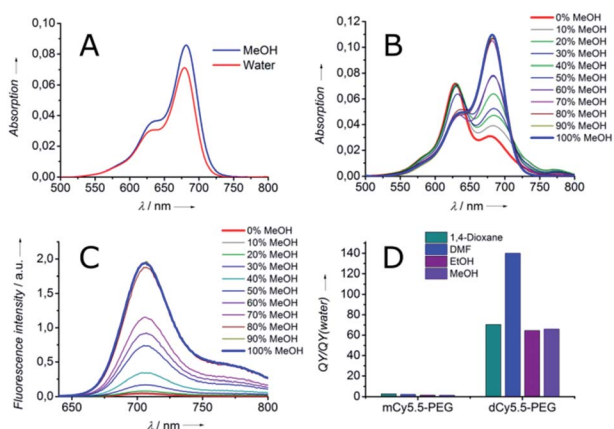 A
MeOH
Water
Absorption
0,10
0,08
0,06
0,04
0,02
0,00
500 550 600 650 700 750 800
λ / nm
B
0% MeOH
10% MeOH
20% MeOH
30% MeOH
40% MeOH
50% MeOH
60% MeOH
70% MeOH
80% MeOH
90% MeOH
100% MeOH
Absorption
0,12
0,10
0,08
0,06
0,04
0,02
0,00
500 550 600 650 700 750 800
λ / nm
C
0% MeOH
10% MeOH
20% MeOH
30% MeOH
40% MeOH
50% MeOH
60% MeOH
70% MeOH
80% MeOH
90% MeOH
100% MeOH
Fluorescence intensity / a.u.
2,0
1,5
1,0
0,5
0,0
650 700 750 800
λ / nm
D
1,4-Dioxane
DMF
EtOH
MeOH
QY/QY(water)
140
120
100
80
60
40
20
0
mCy5.5-PEG dCy5.5-PEG